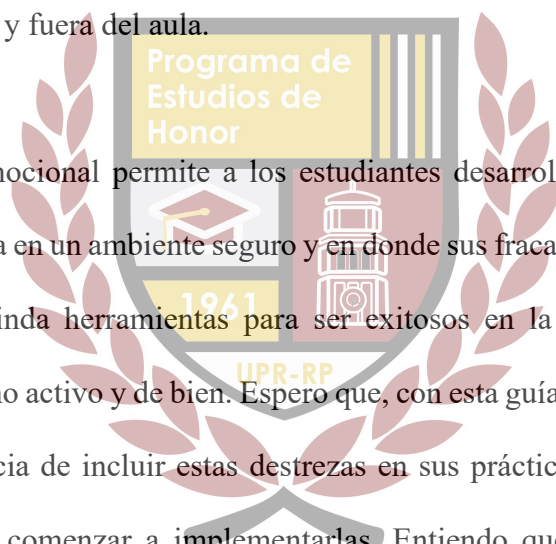 y fuera del aula.
Programa de
Estudios de
Honor
ocional permite a los estudiantes desarrol
a en un ambiente seguro y en donde sus fraca
1961
inda herramientas para ser exitosos en la
UPR-RP
no activo y de bien. Espero que, con esta guía
cia de incluir estas destrezas en sus práctic
comenzar a implementarlas. Entiendo que